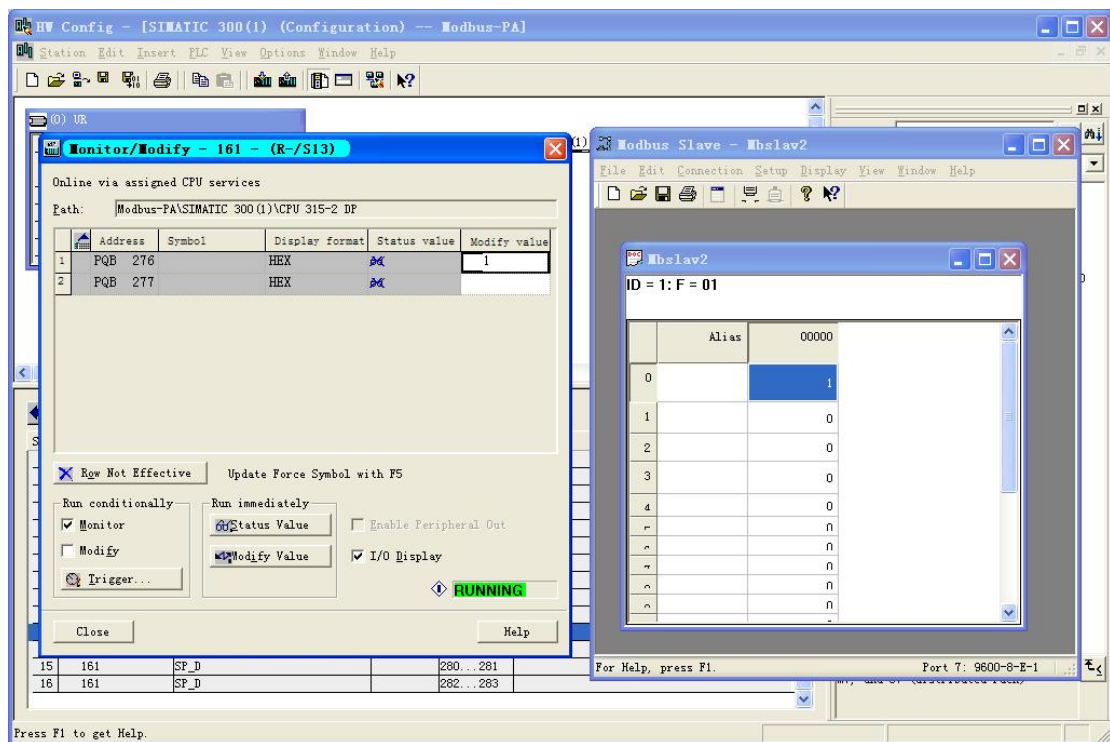 HW Config - [SIMATIC 300(1) (Configuration) -- Modbus-PA]
Station Edit Insert PLC View Options Window Help
(0) UR
Monitor/Modify - 161 - (R-/S13)
Online via assigned CPU services
Path: Modbus-PA\SIMATIC 300(1)\CPU 315-2 DP
Address Symbol Display format Status value Modify value
1 PQB 276 HEX 1
2 PQB 277 HEX
Row Not Effective Update Force Symbol with F5
Run conditionally Run immediately
Monitor Status Value Enable Peripheral Out
Modify Modify Value I/O Display
Trigger...
RUNNING
Close Help
15 161 SP_D 280...281
16 161 SP_D 282...283
Press F1 to get Help.
(1)
Modbus Slave - Mbslav2
File Edit Connection Setup Display View Window Help
Mbslav2
ID = 1: F = 01
Alias 00000
0 1
1 0
2 0
3 0
4 0
0
0
0
0
0
For Help, press F1. Port 7: 9600-8-E-1